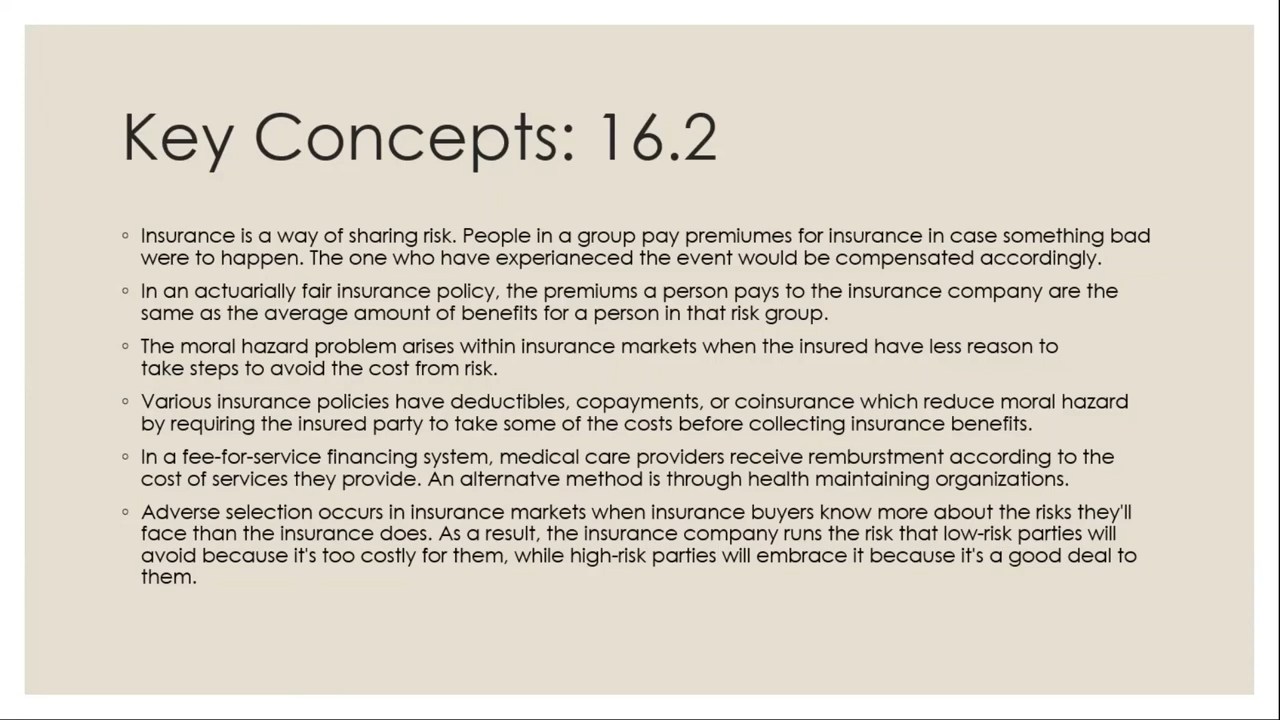 Key Concepts: 16.2
◦ Insurance is a way of sharing risk. People in a group pay premiumes for insurance in case something bad
were to happen. The one who have experianeced the event would be compensated accordingly.
◦ In an actuarially fair insurance policy, the premiums a person pays to the insurance company are the
same as the average amount of benefits for a person in that risk group.
◦ The moral hazard problem arises within insurance markets when the insured have less reason to
take steps to avoid the cost from risk.
◦ Various insurance policies have deductibles, copayments, or coinsurance which reduce moral hazard
by requiring the insured party to take some of the costs before collecting insurance benefits.
◦ In a fee-for-service financing system, medical care providers receive remburstment according to the
cost of services they provide. An alternatve method is through health maintaining organizations.
◦ Adverse selection occurs in insurance markets when insurance buyers know more about the risks they'll
face than the insurance does. As a result, the insurance company runs the risk that low-risk parties will
avoid because it's too costly for them, while high-risk parties will embrace it because it's a good deal to
them.